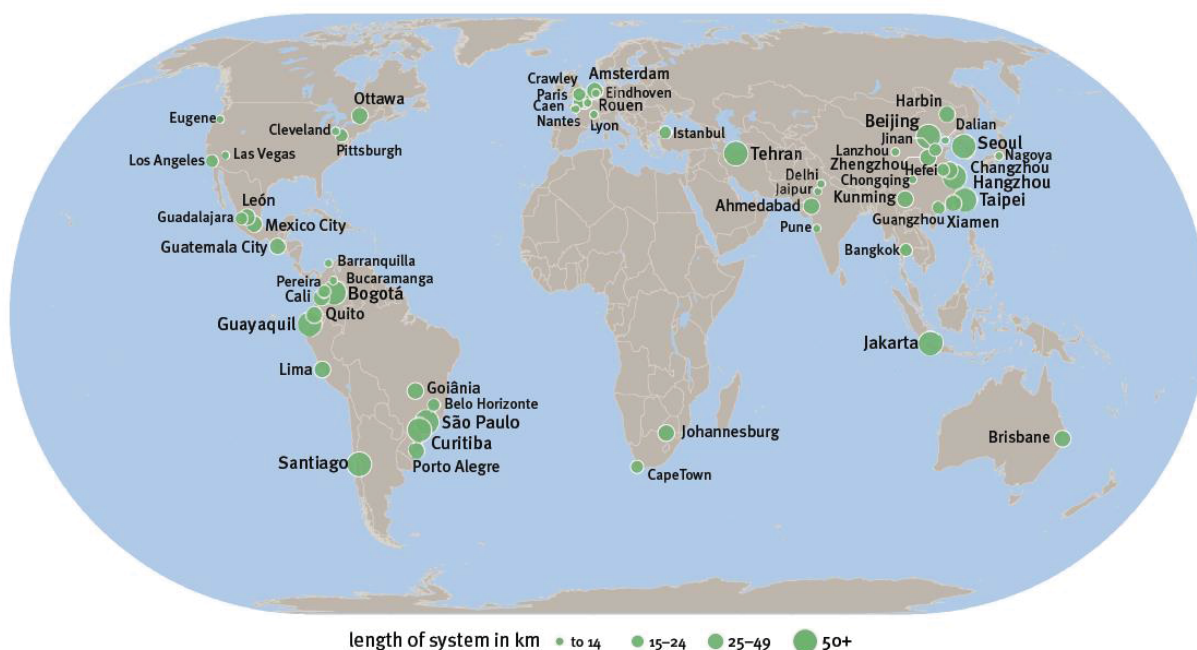 Crawley
Amsterdam
Paris
Eindhoven
Caen
Rouen
Nantes
Lyon
Ottawa
Eugene
Cleveland
Pittsburgh
Los Angeles
Las Vegas
Istanbul
Tehran
Harbin
Beijing
Dalian
Jinan
Seoul
Lanzhou
Nagoya
Zhengzhou
Hefei
Changzhou
Chongqing
Hangzhou
Delhi
Jaipur
Kunming
Taipei
Ahmedabad
Guangzhou
Xiamen
Pune
Bangkok
León
Guadalajara
Mexico City
Guatemala City
Barranquilla
Pereira
Bucaramanga
Cali
Bogotá
Quito
Guayaquil
Jakarta
Lima
Goiânia
Belo Horizonte
São Paulo
Curitiba
Santiago
Porto Alegre
Johannesburg
CapeTown
Brisbane
length of system in km to 14 15–24 25–49 50+